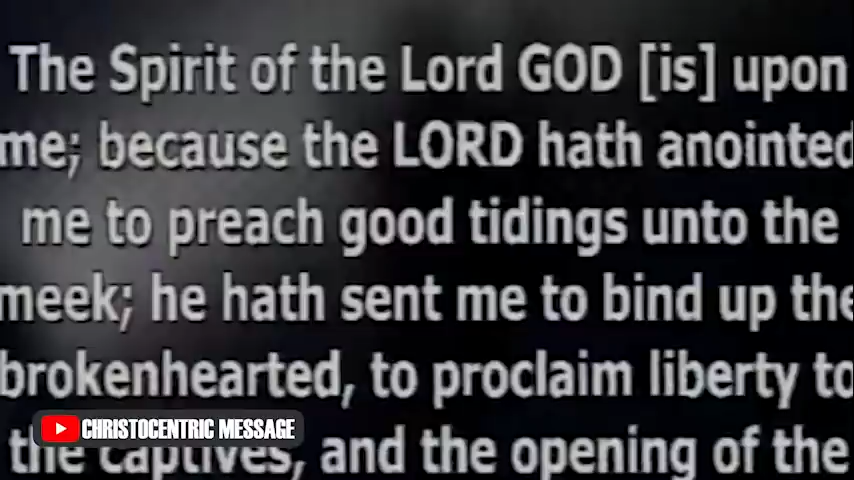 The Spirit of the Lord GOD [is] upon
me; because the LORD hath anointed
me to preach good tidings unto the
meek; he hath sent me to bind up the
brokenhearted, to proclaim liberty to
CHRISTOCENTRIC MESSAGE
the captives, and the opening of the